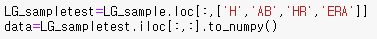 LG_sampletest=LG_sample.loc[:,['H','AB','HR','ERA']]
data=LG_sampletest.iloc[:,:].to_numpy()